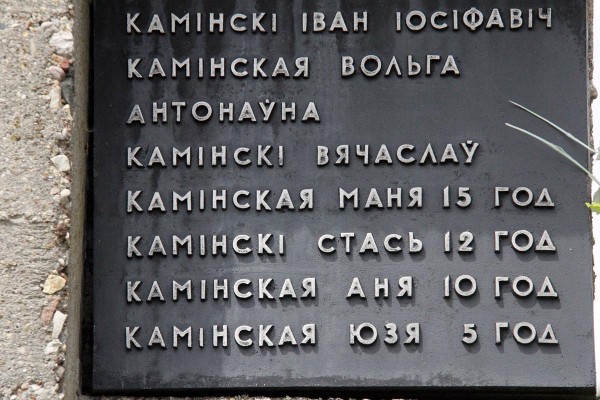 КАМІНСКІ ІВАН ІОСІФАВІЧ
КАМІНСКАЯ ВОЛЬГА
АНТОНАЎНА
КАМІНСКІ ВЯЧАСЛАЎ
КАМІНСКАЯ МАНЯ 15 ГОД
КАМІНСКІ СТАСЬ 12 ГОД
КАМІНСКАЯ АНЯ 10 ГОД
КАМІНСКАЯ ЮЗЯ 5 ГОД